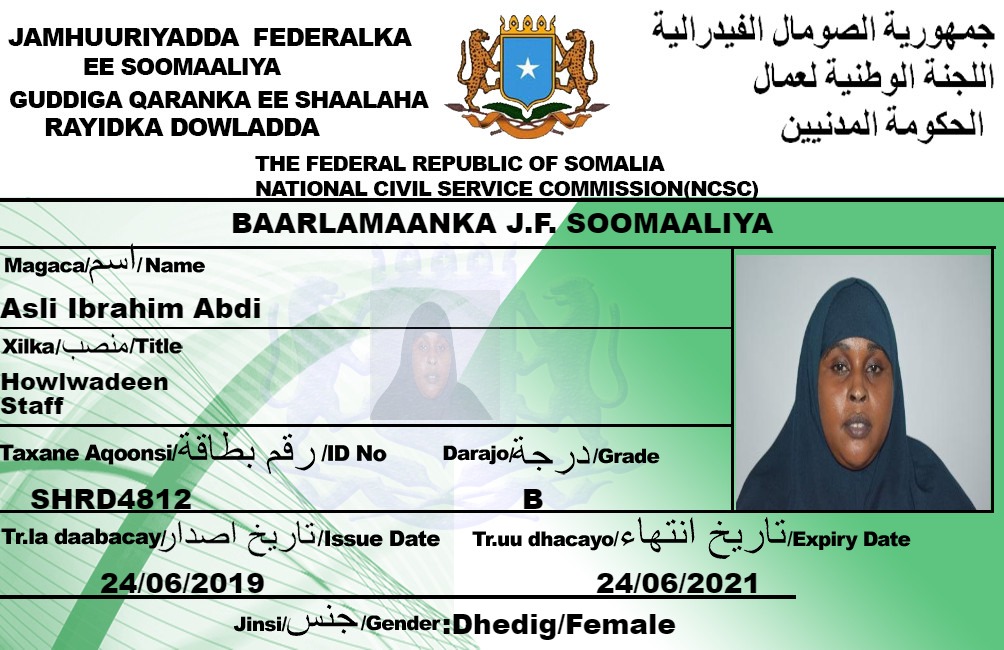 JAMHUURIYADDA FEDERALKA
EE SOOMAALIYA
GUDDIGA QARANKA EE SHAALAHA
RAYIDKA DOWLADDA
جمهورية الصومال الفيدرالية
اللجنة الوطنية لعمال
الحكومة المدنيين
THE FEDERAL REPUBLIC OF SOMALIA
NATIONAL CIVIL SERVICE COMMISSION(NCSC)
BAARLAMAANKA J.F. SOOMAALIYA
Magaca/اسم/Name
Asli Ibrahim Abdi
Xilka/منصب/Title
Howlwadeen
Staff
Taxane Aqoonsi/رقم بطاقة/ID No
SHRD4812
Darajo/درجة/Grade
B
Tr.la daabacay/تاريخ اصدار/Issue Date
24/06/2019
Tr.uu dhacayo/تاريخ انتهاء/Expiry Date
24/06/2021
Jinsi/جنس/Gender:Dhedig/Female